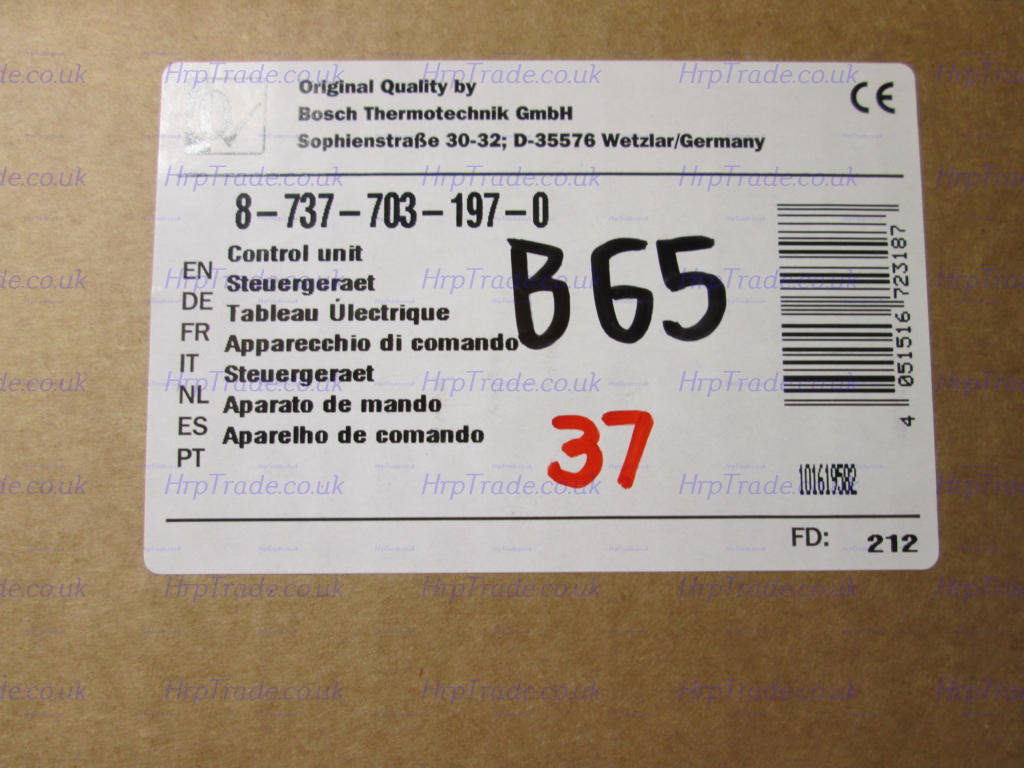 Original Quality by
Bosch Thermotechnik GmbH
Sophienstraße 30-32; D-35576 Wetzlar/Germany
CE
8-737-703-197-0
EN Control unit
DE Steuergeraet
FR Tableau Úlectrique
IT Apparecchio di comando
NL Steuergeraet
ES Aparato de mando
PT Aparelho de comando
B65
37
4 051516 723187
101619582
FD: 212
HrpTrade.co.uk